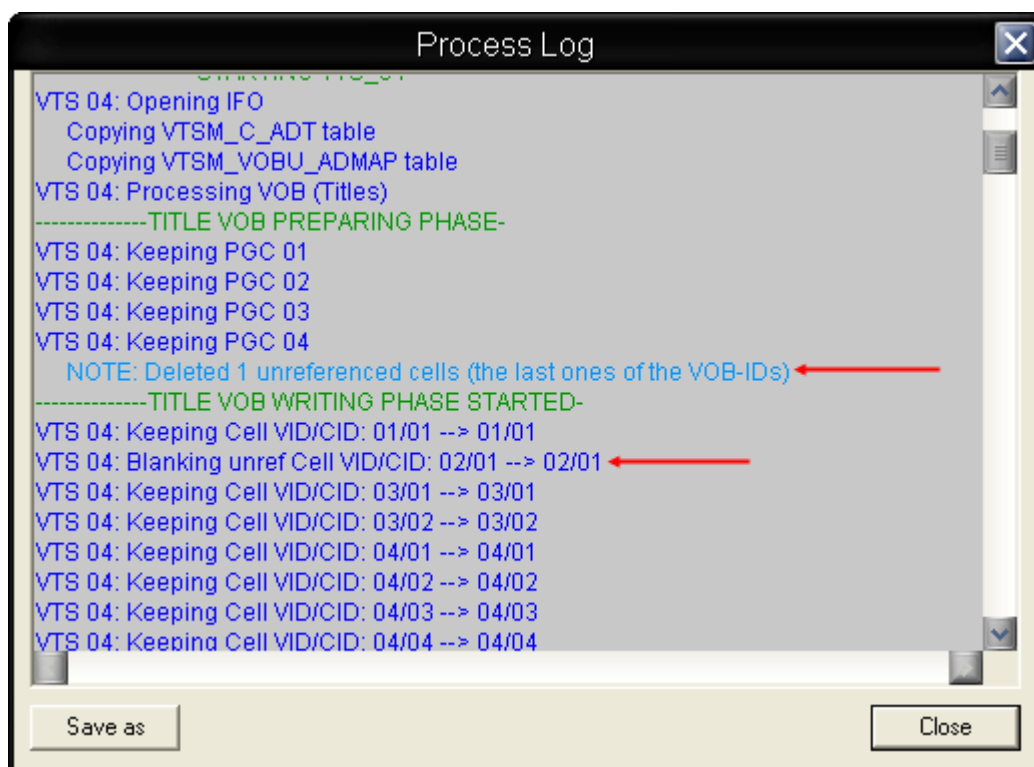 Process Log
VTS 04: Opening IFO
Copying VTSM_C_ADT table
Copying VTSM_VOBU_ADMAP table
VTS 04: Processing VOB (Titles)
--------------TITLE VOB PREPARING PHASE-
VTS 04: Keeping PGC 01
VTS 04: Keeping PGC 02
VTS 04: Keeping PGC 03
VTS 04: Keeping PGC 04
NOTE: Deleted 1 unreferenced cells (the last ones of the VOB-IDs)
--------------TITLE VOB WRITING PHASE STARTED-
VTS 04: Keeping Cell VID/CID: 01/01 --> 01/01
VTS 04: Blanking unref Cell VID/CID: 02/01 --> 02/01
VTS 04: Keeping Cell VID/CID: 03/01 --> 03/01
VTS 04: Keeping Cell VID/CID: 03/02 --> 03/02
VTS 04: Keeping Cell VID/CID: 04/01 --> 04/01
VTS 04: Keeping Cell VID/CID: 04/02 --> 04/02
VTS 04: Keeping Cell VID/CID: 04/03 --> 04/03
VTS 04: Keeping Cell VID/CID: 04/04 --> 04/04
Save as
Close